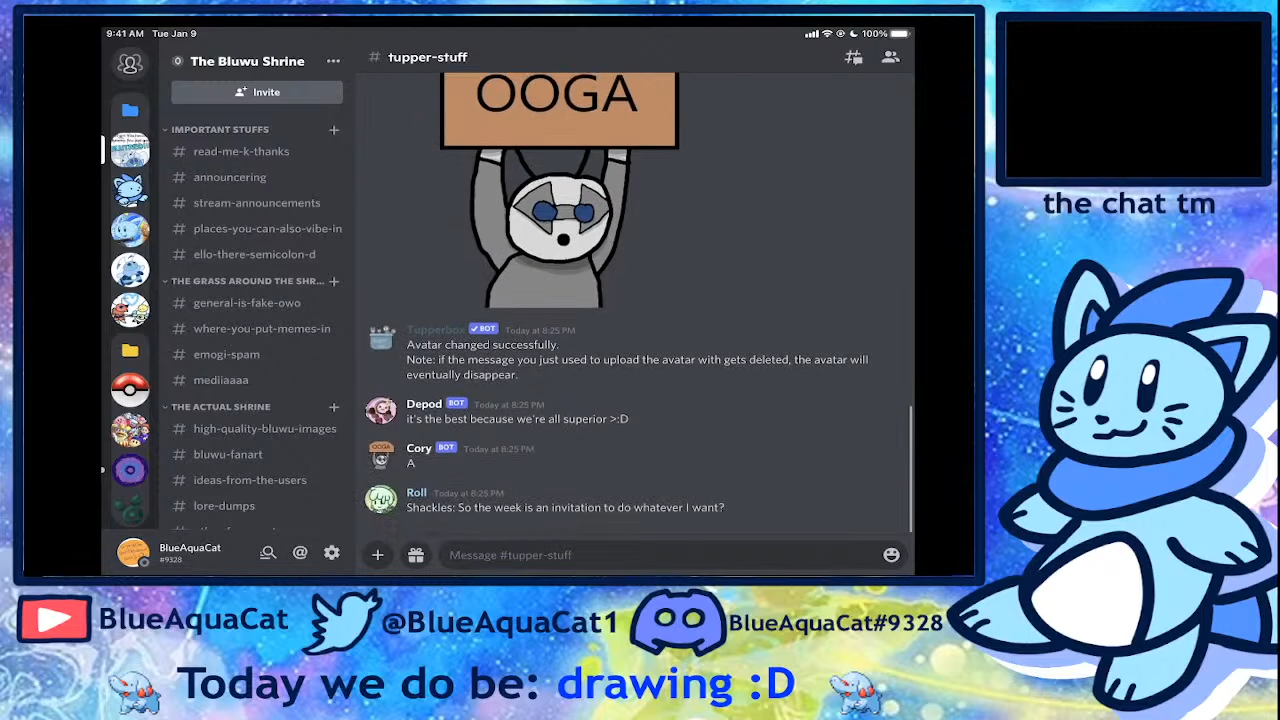 9:41 AM Tue Jan 9
100%
The Bluwu Shrine
Invite
IMPORTANT STUFFS
# read-me-k-thanks
# announcering
# stream-announcements
# places-you-can-also-vibe-in
# ello-there-semicolon-d
THE GRASS AROUND THE SHR...
# general-is-fake-owo
# where-you-put-memes-in
# emogi-spam
# mediiaaaa
THE ACTUAL SHRINE
# high-quality-bluwu-images
# bluwu-fanart
# ideas-from-the-users
# lore-dumps
BlueAquaCat
#9328
# tupper-stuff
OOGA
Tupperbox ✓ BOT Today at 8:25 PM
Avatar changed successfully.
Note: if the message you just used to upload the avatar with gets deleted, the avatar will
eventually disappear.
Depod BOT Today at 8:25 PM
it's the best because we're all superior >:D
OOGA
Cory BOT Today at 8:25 PM
A
Roll Today at 8:25 PM
Shackles: So the week is an invitation to do whatever I want?
Message #tupper-stuff
the chat tm
BlueAquaCat
@BlueAquaCat1
BlueAquaCat#9328
Today we do be: drawing :D